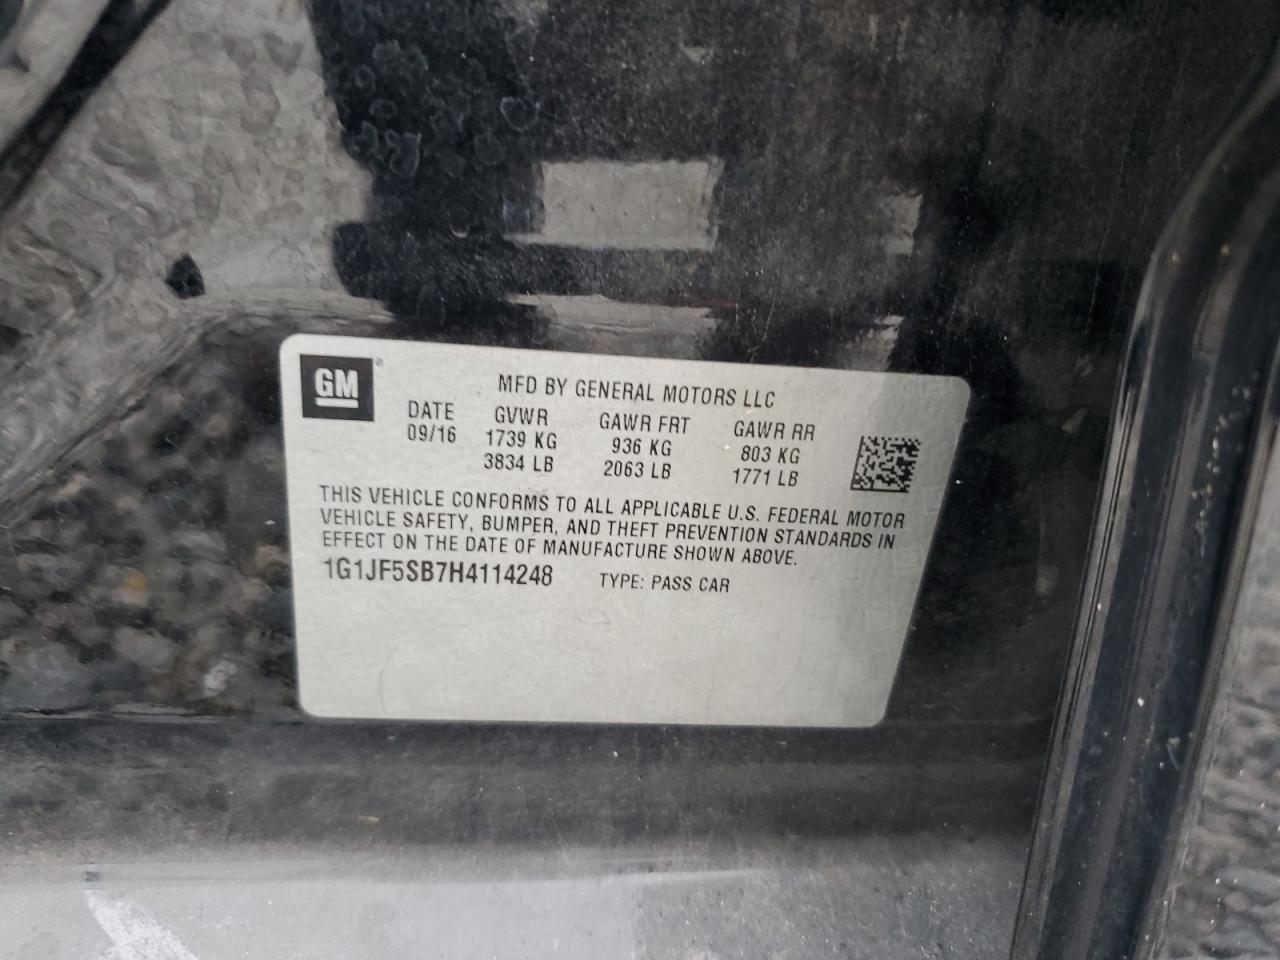 GM ®
MFD BY GENERAL MOTORS LLC
DATE GVWR GAWR FRT GAWR RR
09/16 1739 KG 936 KG 803 KG
3834 LB 2063 LB 1771 LB
THIS VEHICLE CONFORMS TO ALL APPLICABLE U.S. FEDERAL MOTOR
VEHICLE SAFETY, BUMPER, AND THEFT PREVENTION STANDARDS IN
EFFECT ON THE DATE OF MANUFACTURE SHOWN ABOVE.
1G1JF5SB7H4114248 TYPE: PASS CAR